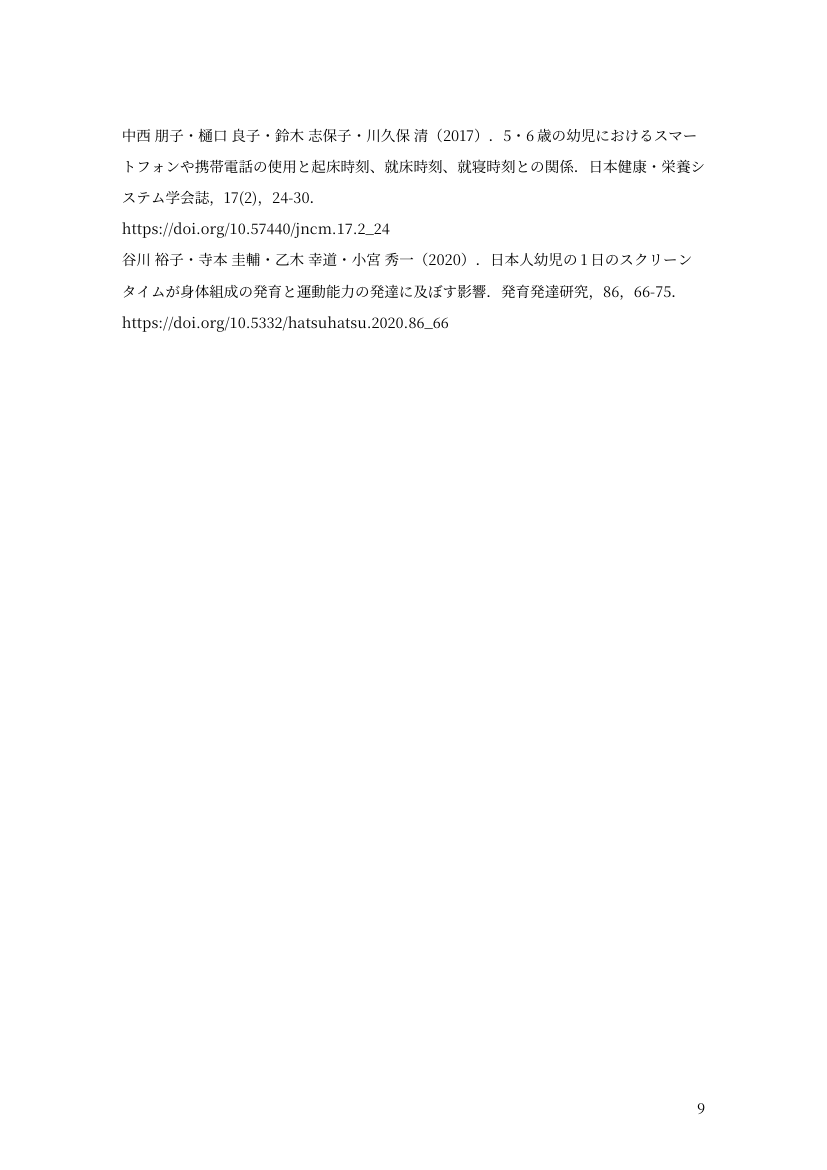 中西 朋子・樋口 良子・鈴木 志保子・川久保 清（2017）．5・6 歳の幼児におけるスマー
トフォンや携帯電話の使用と起床時刻、就床時刻、就寝時刻との関係．日本健康・栄養シ
ステム学会誌，17(2)，24-30．
https://doi.org/10.57440/jncm.17.2_24
谷川 裕子・寺本 圭輔・乙木 幸道・小宮 秀一（2020）．日本人幼児の 1 日のスクリーン
タイムが身体組成の発育と運動能力の発達に及ぼす影響．発育発達研究，86，66-75．
https://doi.org/10.5332/hatsuhatsu.2020.86_66
9